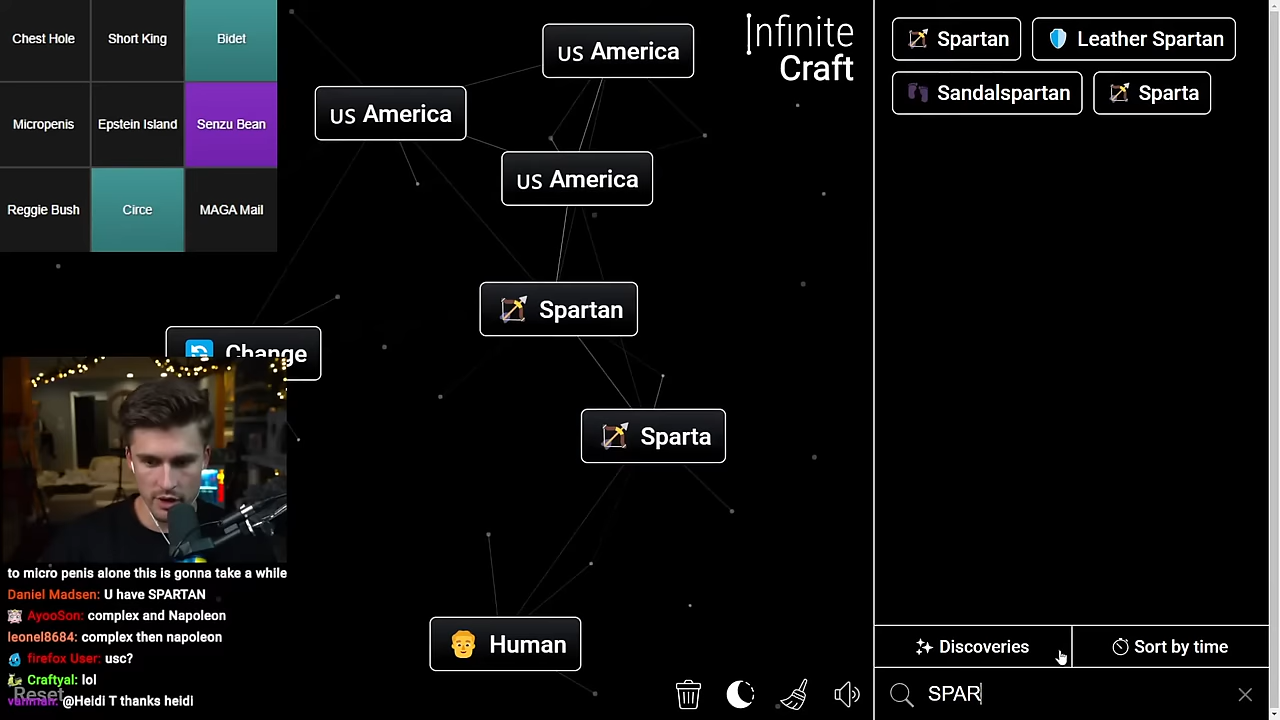 Chest Hole
Short King
Bidet
Micropenis
Epstein Island
Senzu Bean
Reggie Bush
Circe
MAGA Mail
US America
US America
US America
Spartan
Change
Sparta
Human
Infinite
Craft
Spartan
Leather Spartan
Sandalspartan
Sparta
Discoveries
Sort by time
SPAR
to micro penis alone this is gonna take a while
Daniel Madsen: U have SPARTAN
AyooSon: complex and Napoleon
leonel8684: complex then napoleon
firefox User: usc?
Craftyal: lol
@Heidi T thanks heidi
Reset